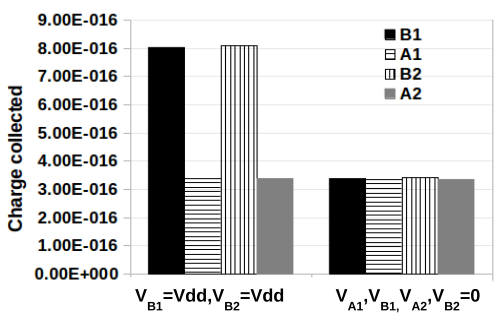 9.00E-016
8.00E-016
7.00E-016
6.00E-016
5.00E-016
4.00E-016
3.00E-016
2.00E-016
1.00E-016
0.00E+000
Charge collected
B1
A1
B2
A2
VB1=Vdd,VB2=Vdd
VA1,VB1,VA2,VB2=0